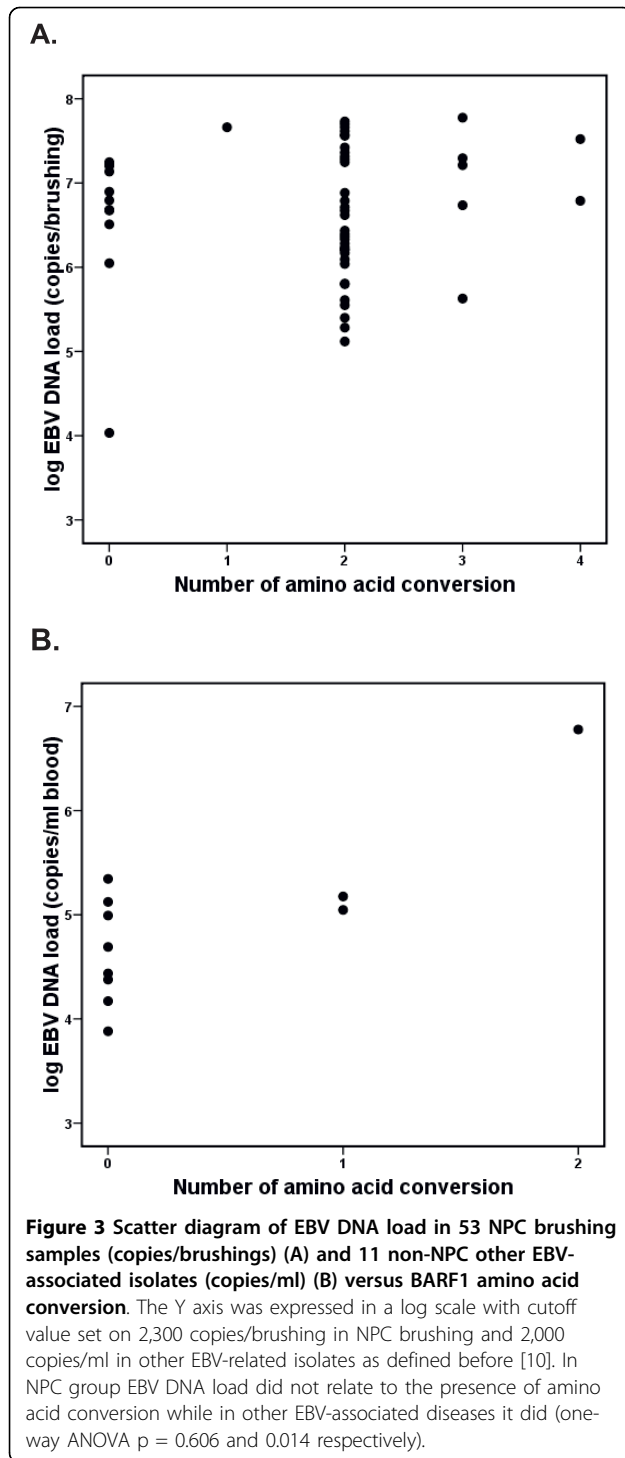 A.
8
7
6
5
4
3
log EBV DNA load (copies/brushing)
0 1 2 3 4
Number of amino acid conversion
B.
7
6
5
4
3
log EBV DNA load (copies/ml blood)
0 1 2
Number of amino acid conversion
Figure 3 Scatter diagram of EBV DNA load in 53 NPC brushing
samples (copies/brushings) (A) and 11 non-NPC other EBV-
associated isolates (copies/ml) (B) versus BARF1 amino acid
conversion. The Y axis was expressed in a log scale with cutoff
value set on 2,300 copies/brushing in NPC brushing and 2,000
copies/ml in other EBV-related isolates as defined before [10]. In
NPC group EBV DNA load did not relate to the presence of amino
acid conversion while in other EBV-associated diseases it did (one-
way ANOVA p = 0.606 and 0.014 respectively).